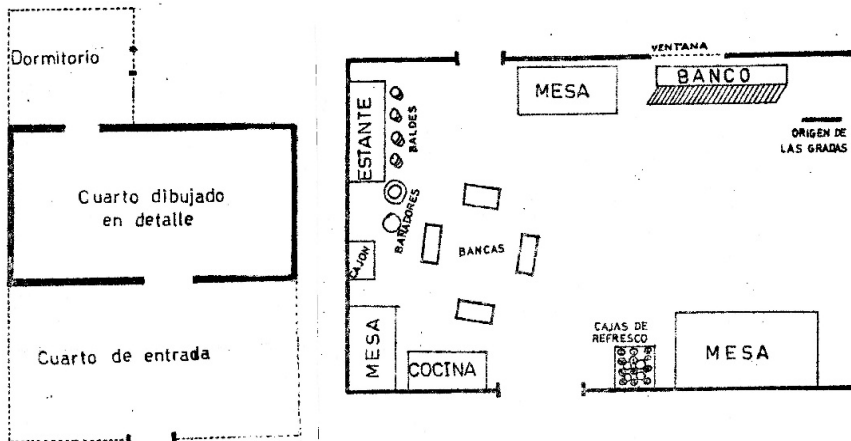 Dormitorio
Cuarto dibujado
en detalle
Cuarto de entrada
VENTANA
MESA
BANCO
ESTANTE
BALDES
ORIGEN DE
LAS GRADAS
BAÑADORES
CAJON
BANCAS
MESA
COCINA
CAJAS DE
REFRESCO
MESA